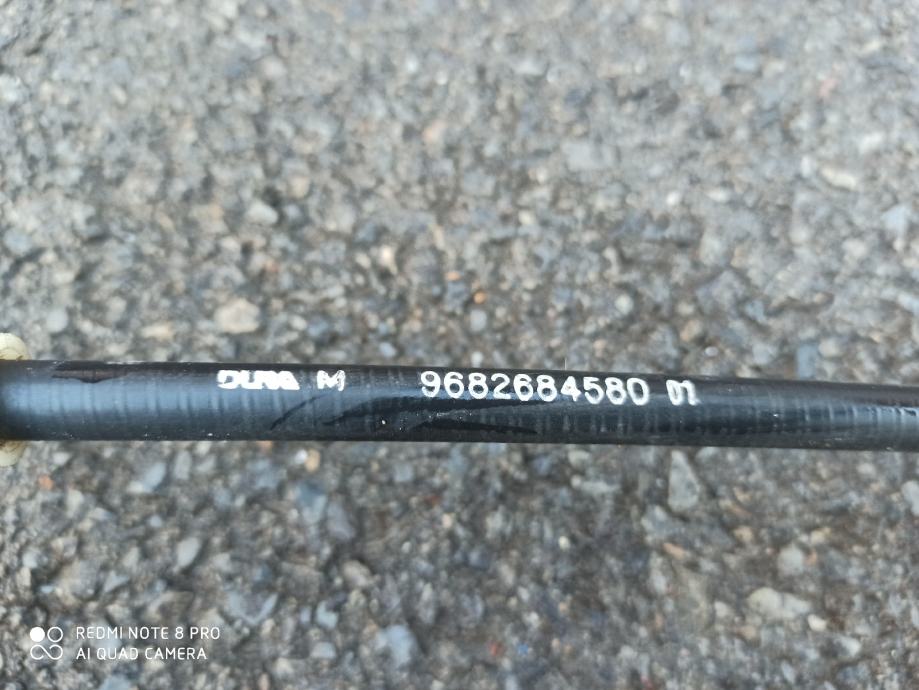 DURA M 9682684580 01
REDMI NOTE 8 PRO
AI QUAD CAMERA